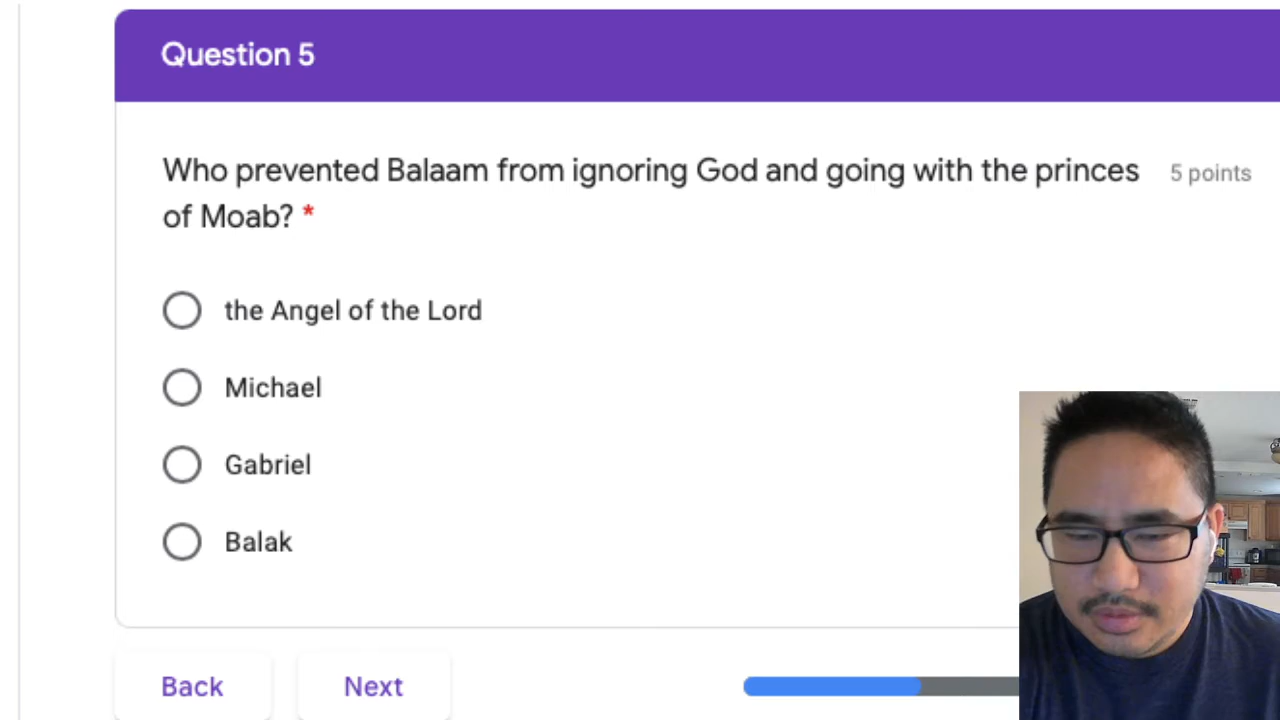 Question 5
Who prevented Balaam from ignoring God and going with the princes 5 points
of Moab? *
the Angel of the Lord
Michael
Gabriel
Balak
Back
Next